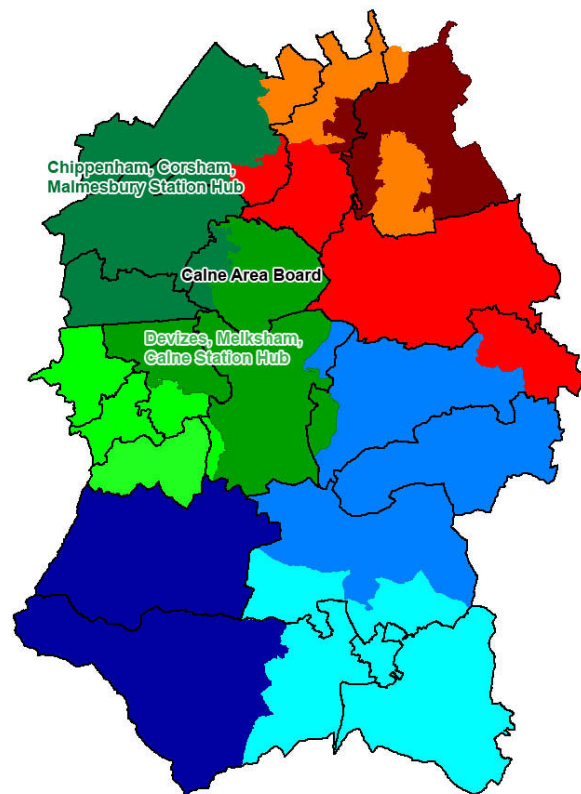 Chippenham, Corsham,
Malmesbury Station Hub
Calne Area Board
Devizes, Melksham,
Calne Station Hub